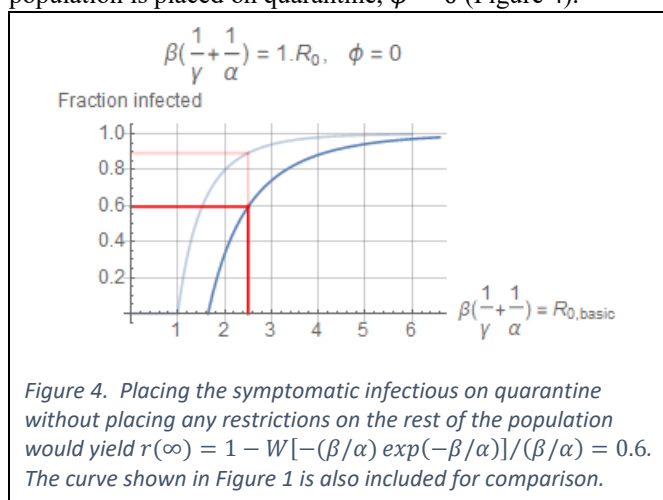 population is placed on quarantine, ϕ = 0 (Figure 4).
β(1/γ + 1/α) = 1.R₀, ϕ = 0
Fraction infected
1.0
0.8
0.6
0.4
0.2
1 2 3 4 5 6
β(1/γ + 1/α) = R₀,basic
Figure 4. Placing the symptomatic infectious on quarantine
without placing any restrictions on the rest of the population
would yield r(∞) = 1 − W[−(β/α) exp(−β/α)]/(β/α) = 0.6.
The curve shown in Figure 1 is also included for comparison.